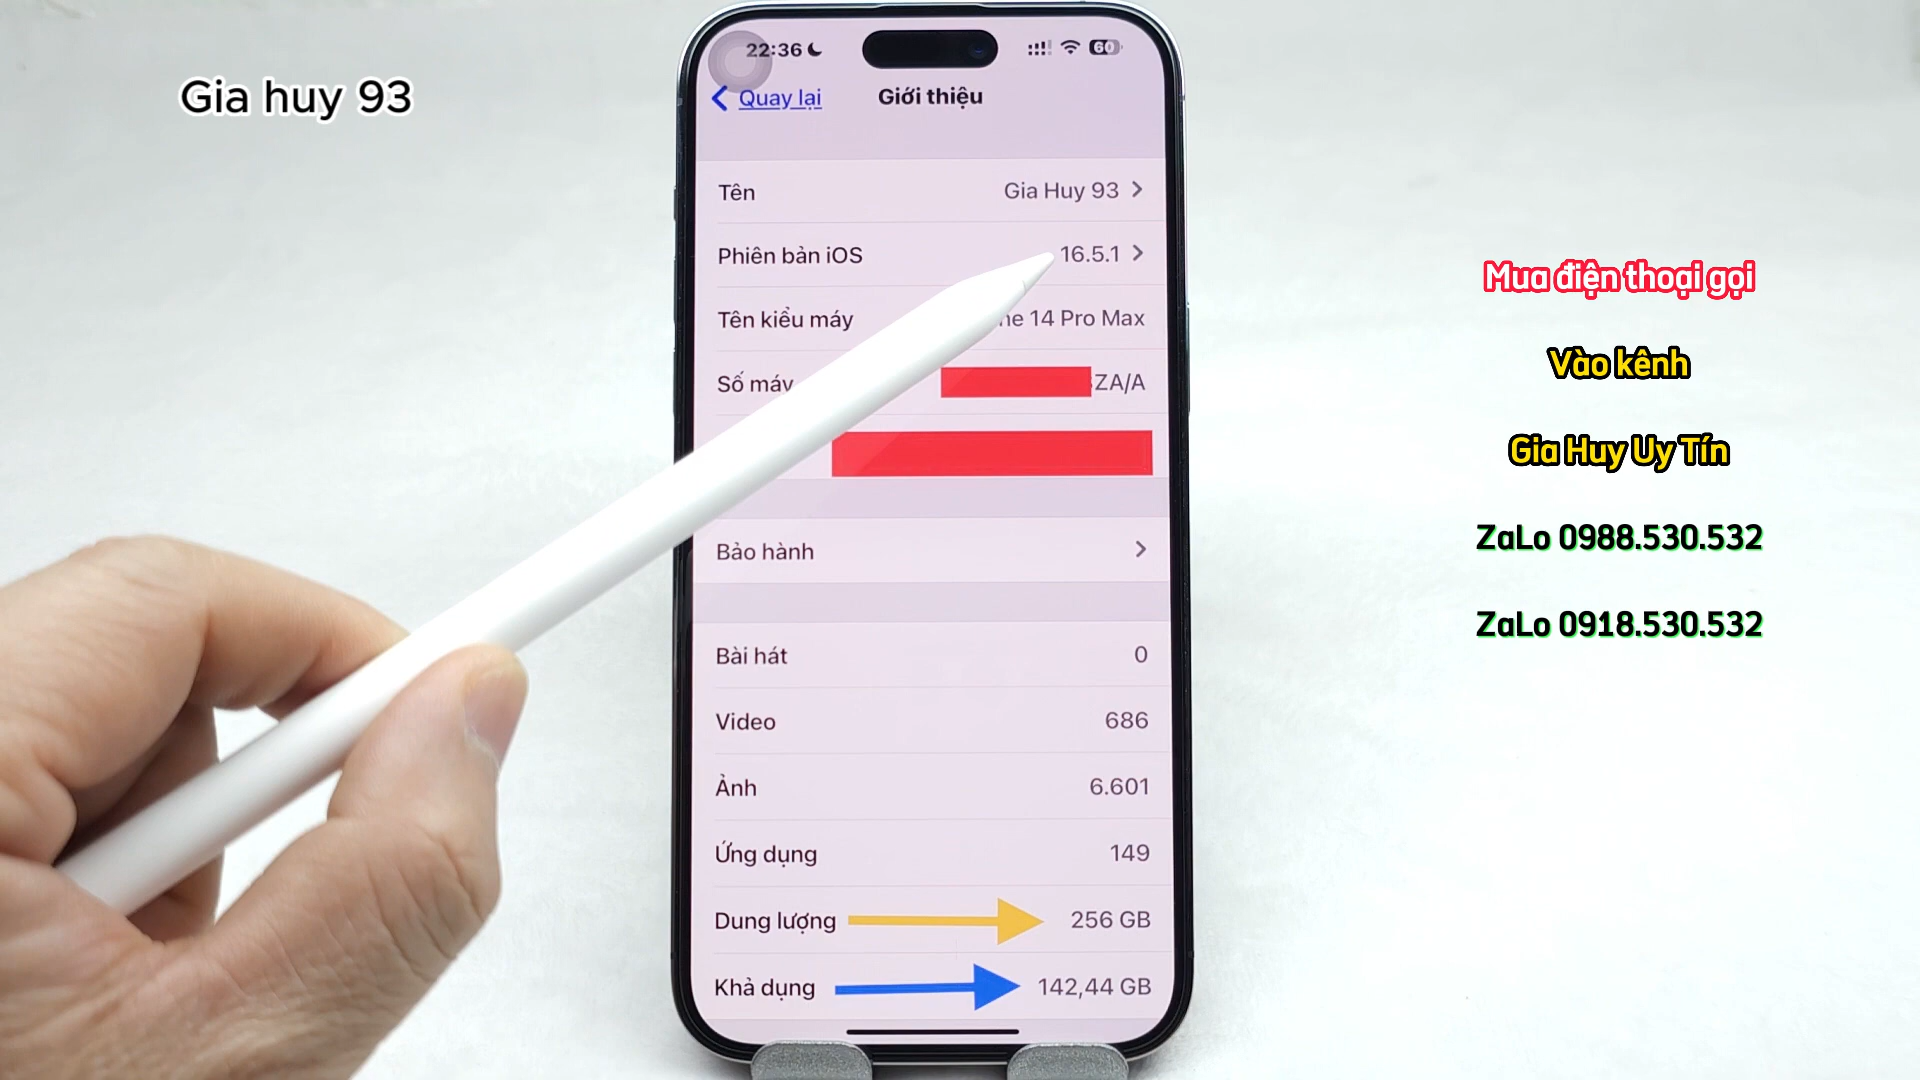 Gia huy 93
22:36
60
Quay lại
Giới thiệu
Tên
Gia Huy 93
Phiên bản iOS
16.5.1
Tên kiểu máy
ne 14 Pro Max
Số máy
ZA/A
Bảo hành
Bài hát
0
Video
686
Ảnh
6.601
Ứng dụng
149
Dung lượng
256 GB
Khả dụng
142,44 GB
Mua điện thoại gọi
Vào kênh
Gia Huy Uy Tín
ZaLo 0988.530.532
ZaLo 0918.530.532